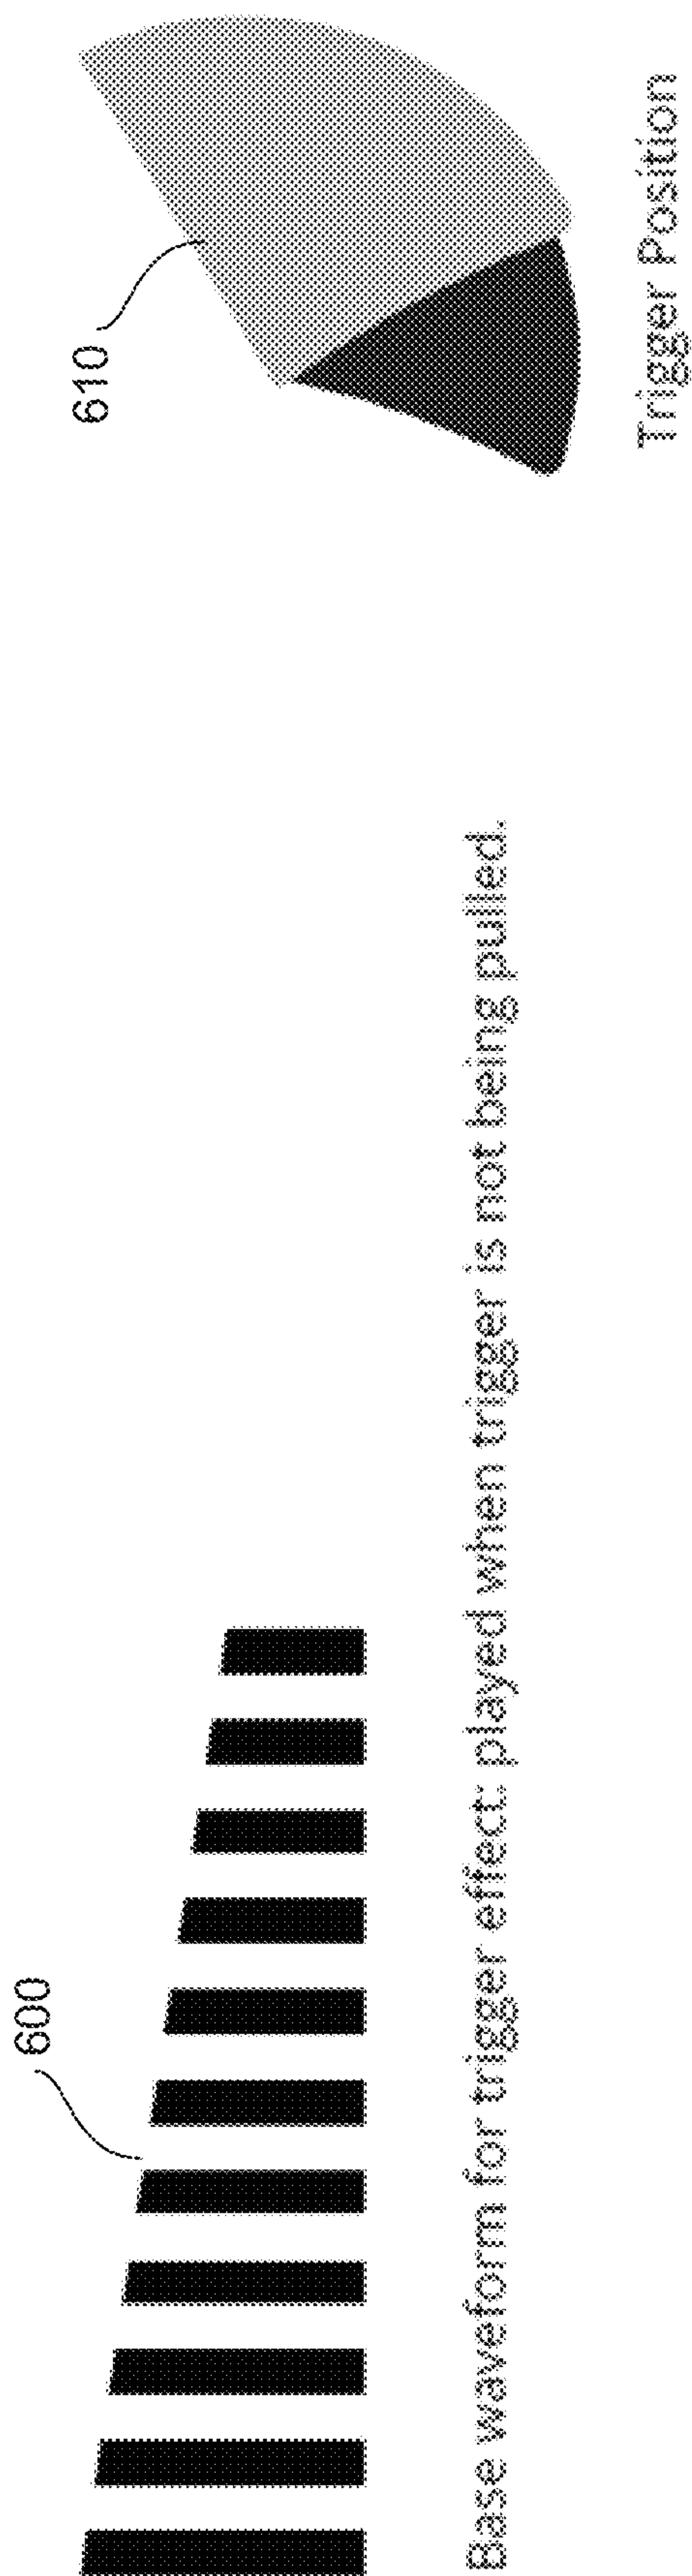 600
610
Base waveform for trigger effect: played when trigger is not being pulled.
Trigger Position